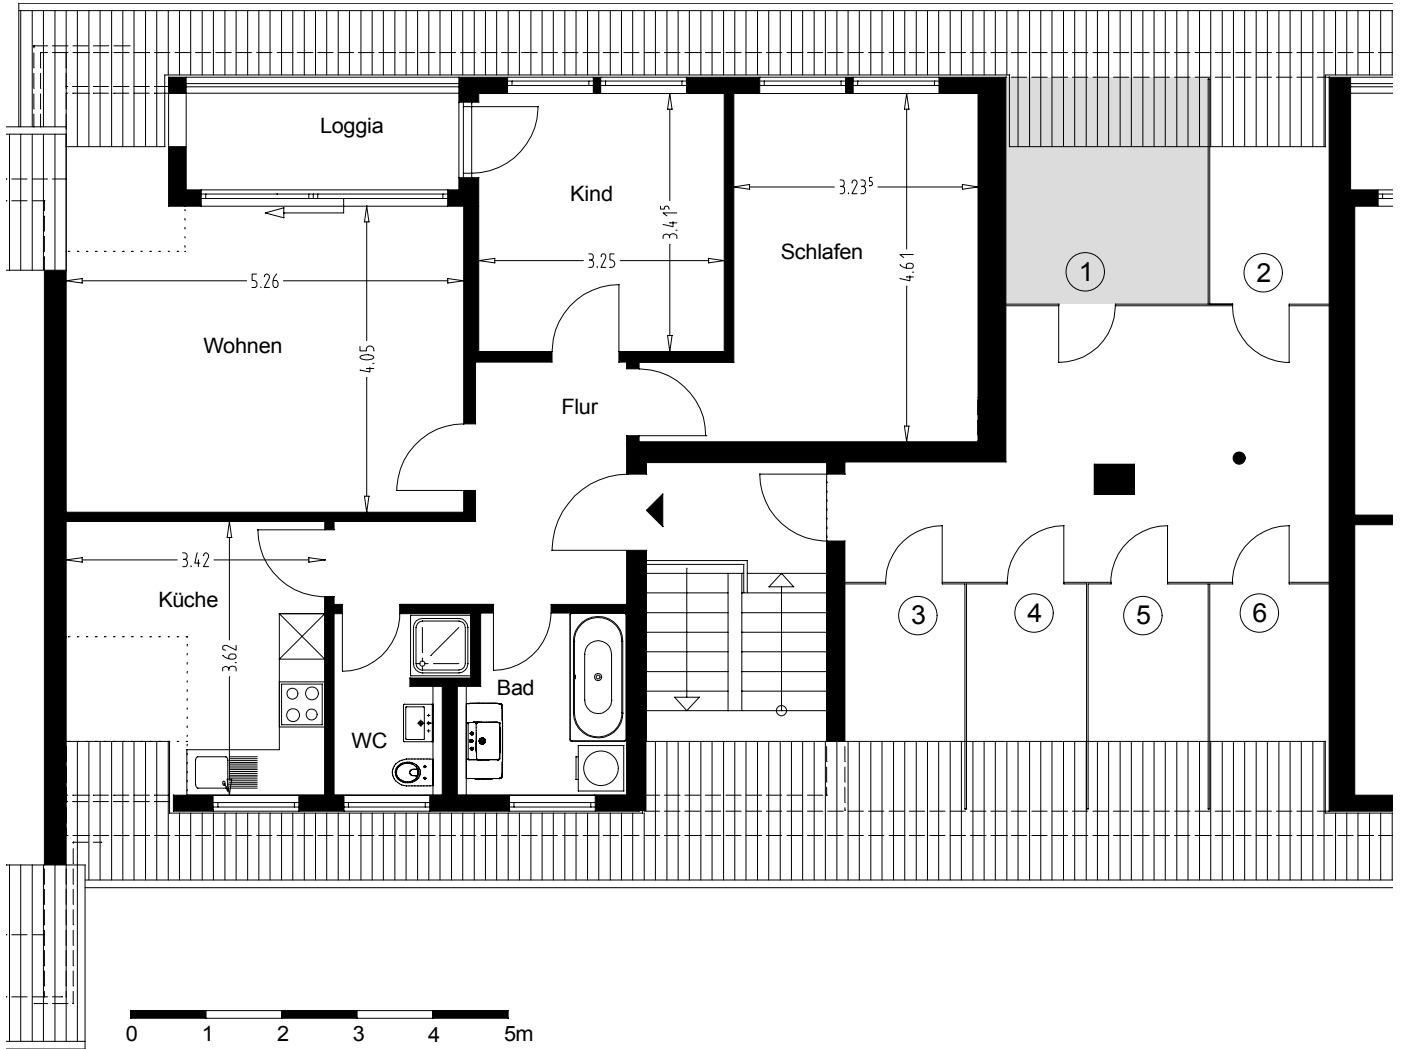 Loggia
Kind
3.23⁵
3.41⁵
Schlafen
4.61
3.25
1
2
5.26
Wohnen
4.05
Flur
3.42
Küche
3.62
3
4
5
6
Bad
WC
0 1 2 3 4 5m